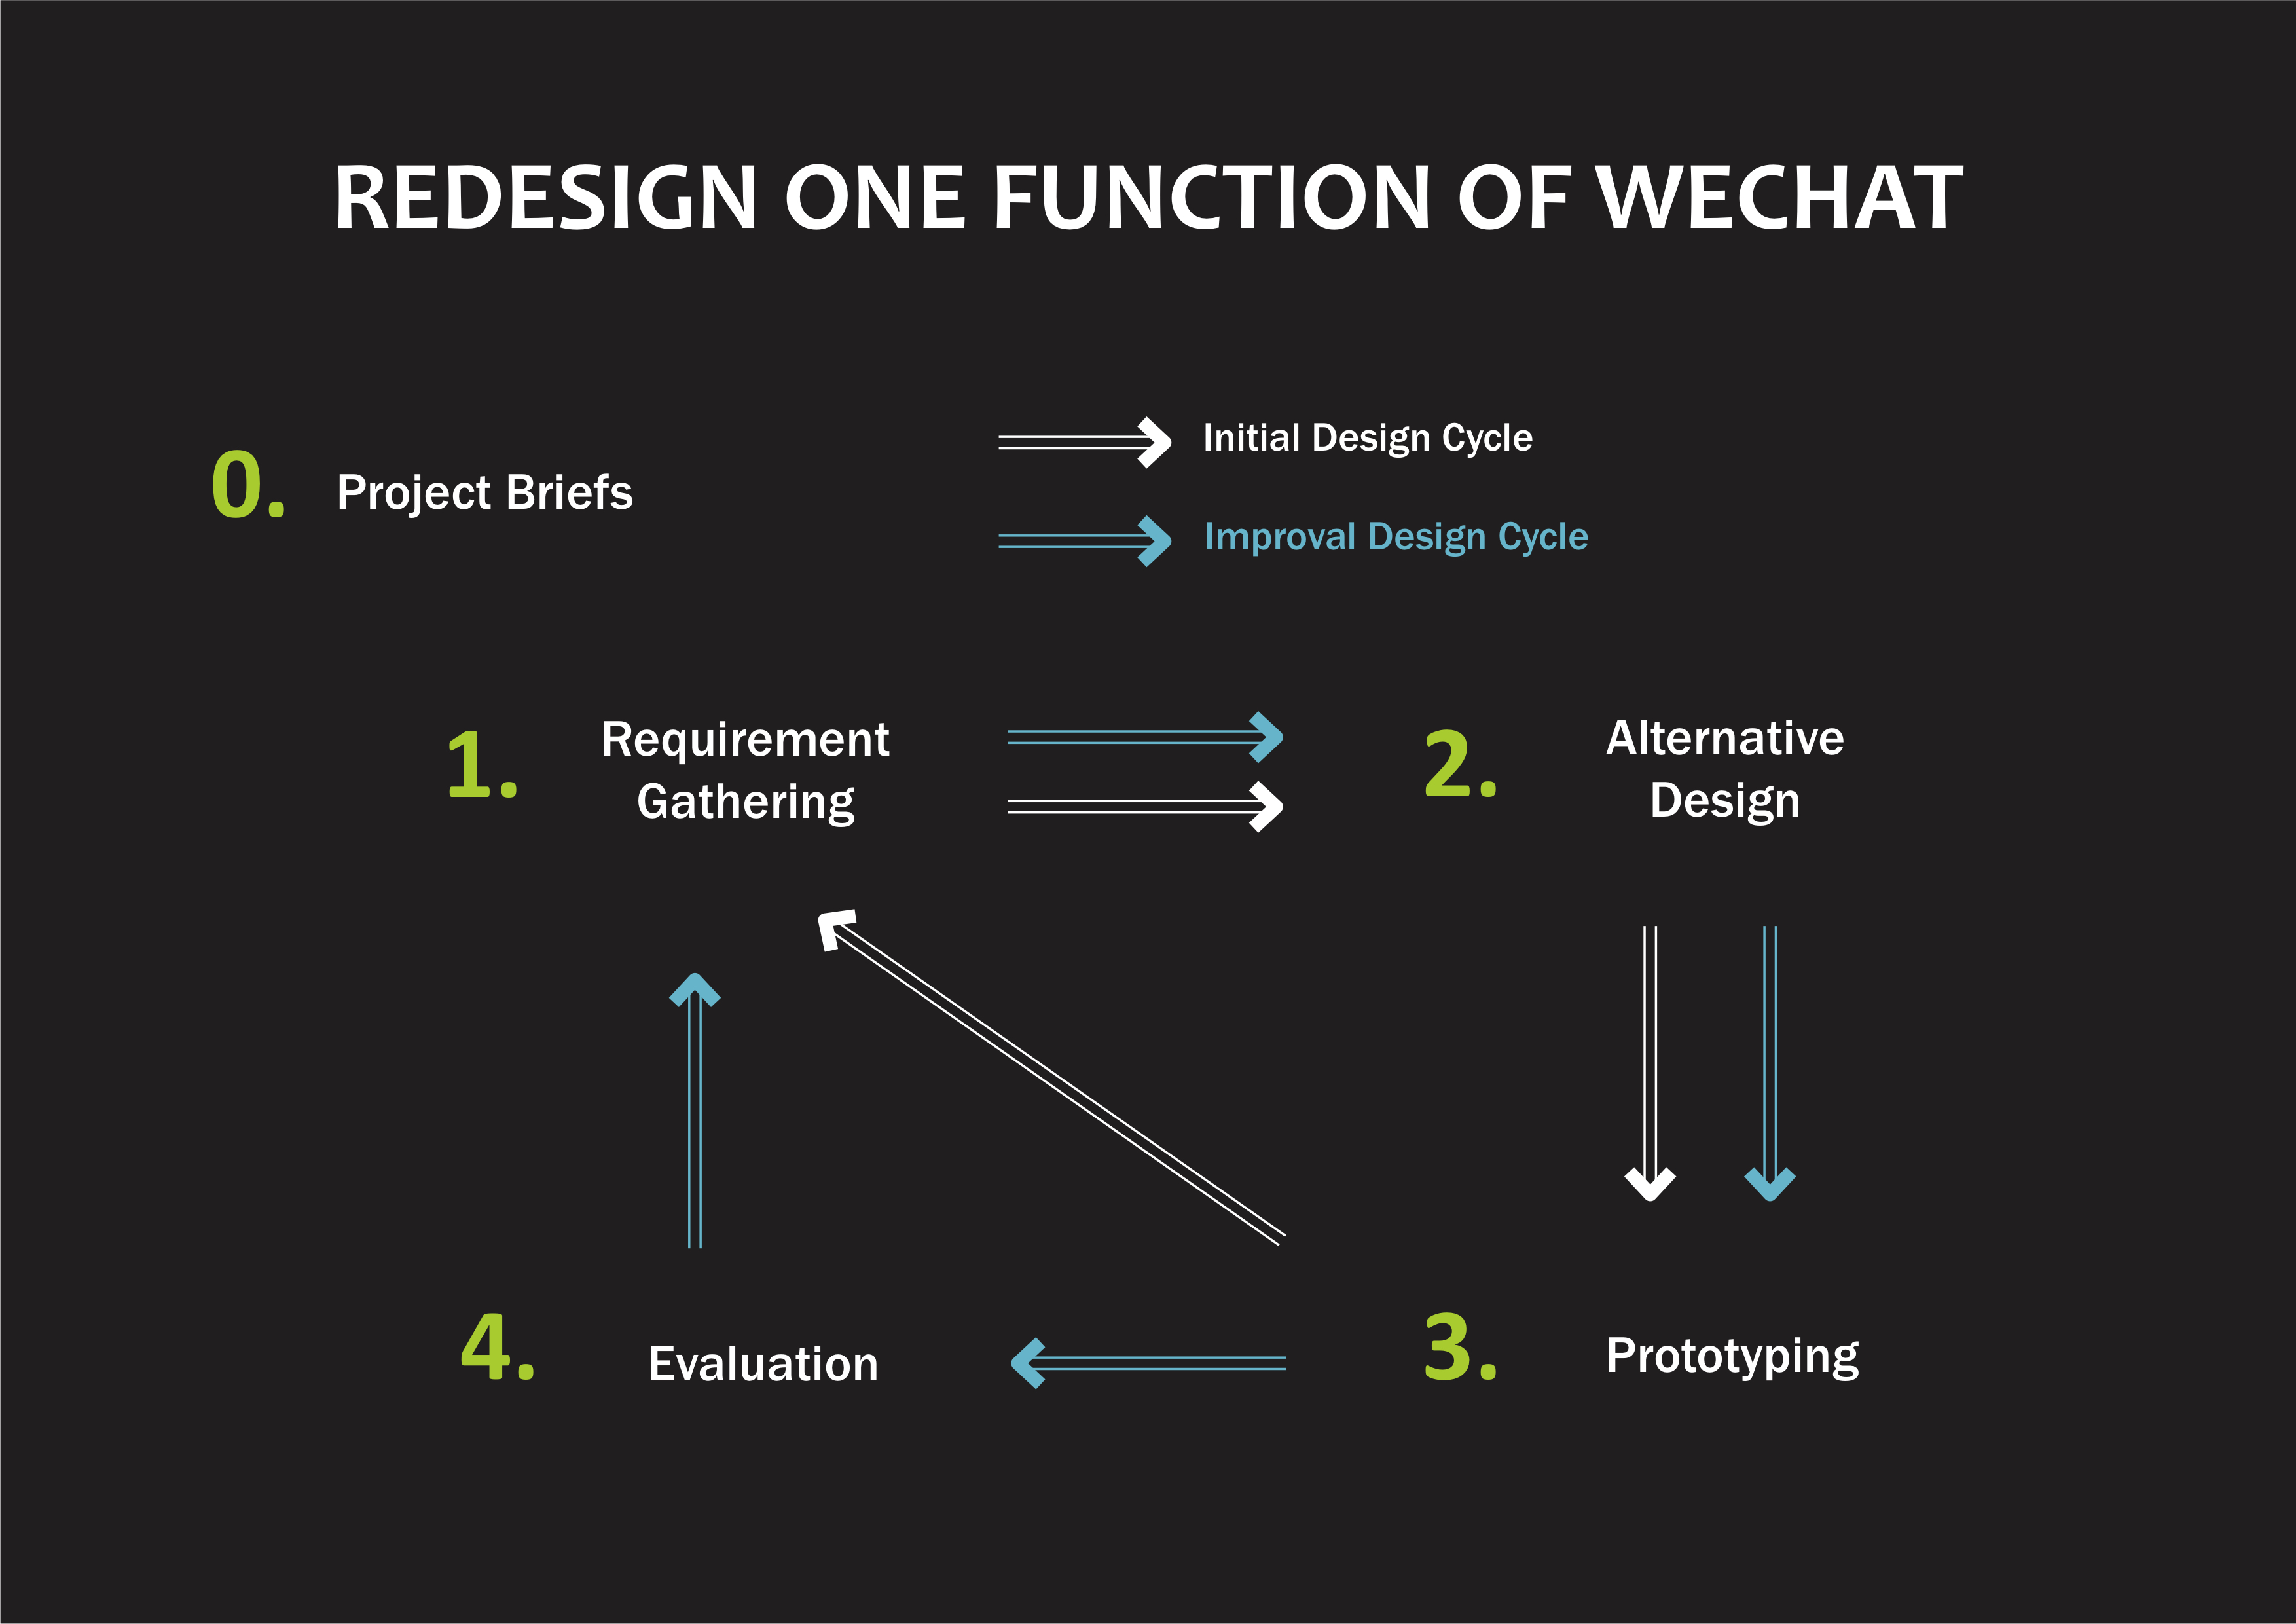 REDESIGN ONE FUNCTION OF WECHAT
0. Project Briefs
Initial Design Cycle
Improval Design Cycle
1. Requirement
Gathering
2. Alternative
Design
3. Prototyping
4. Evaluation